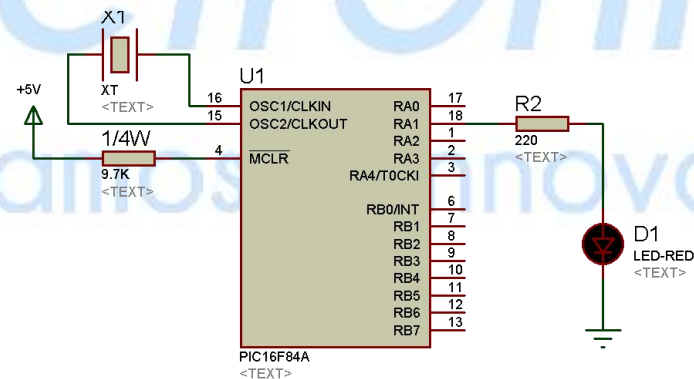 X1
XT
<TEXT>
+5V
1/4W
9.7K
<TEXT>
U1
16
15
4
OSC1/CLKIN
OSC2/CLKOUT
MCLR
RA0
RA1
RA2
RA3
RA4/T0CKI
RB0/INT
RB1
RB2
RB3
RB4
RB5
RB6
RB7
17
18
1
2
3
6
7
8
9
10
11
12
13
PIC16F84A
<TEXT>
R2
220
<TEXT>
D1
LED-RED
<TEXT>